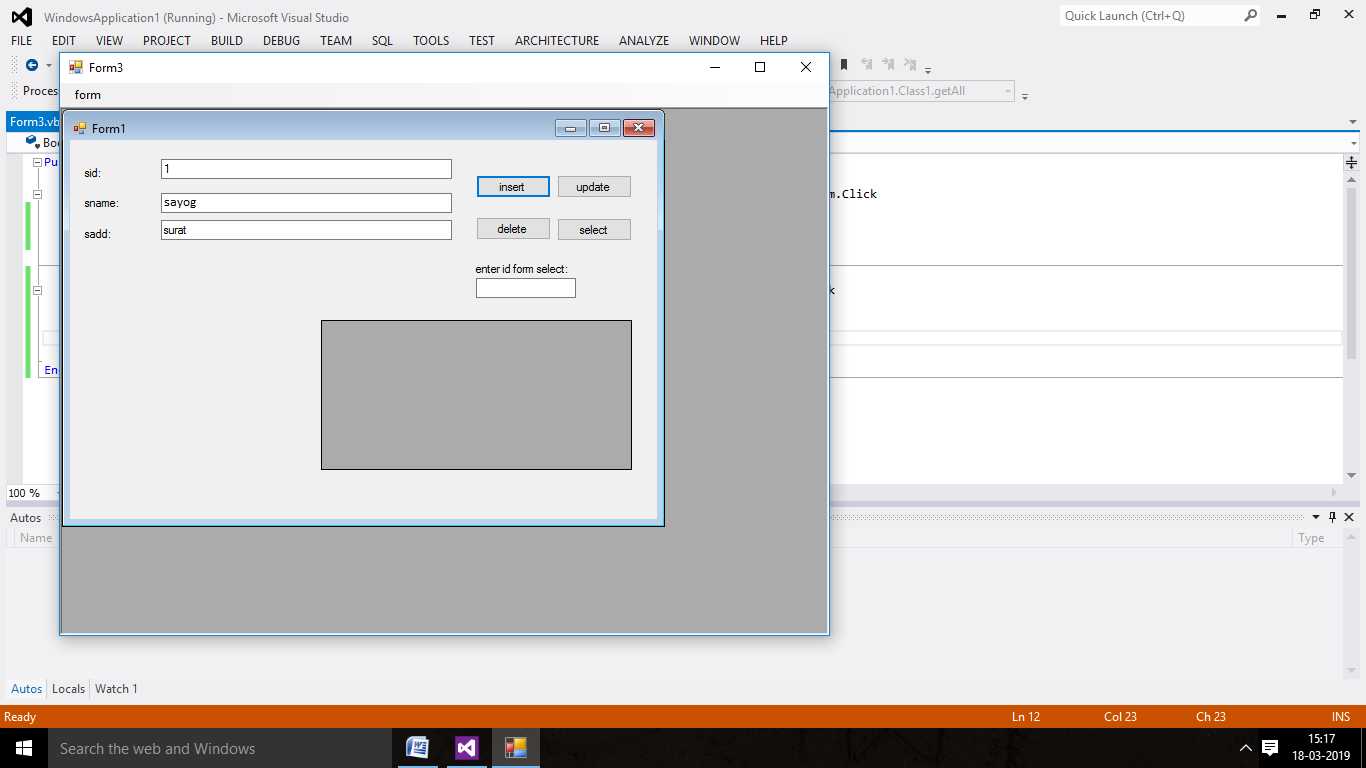 WindowsApplication1 (Running) - Microsoft Visual Studio
Quick Launch (Ctrl+Q)
FILE EDIT VIEW PROJECT BUILD DEBUG TEAM SQL TOOLS TEST ARCHITECTURE ANALYZE WINDOW HELP
Form3
Proces
form
Application1.Class1.getAll
Form3.vb
Form1
Boo
Pu
sid:
1
insert
update
m.Click
sname:
sayog
sadd:
surat
delete
select
enter id form select:
k
En
100 %
Autos
Name
Type
Autos Locals Watch 1
Ready
Ln 12
Col 23
Ch 23
INS
Search the web and Windows
15:17
18-03-2019